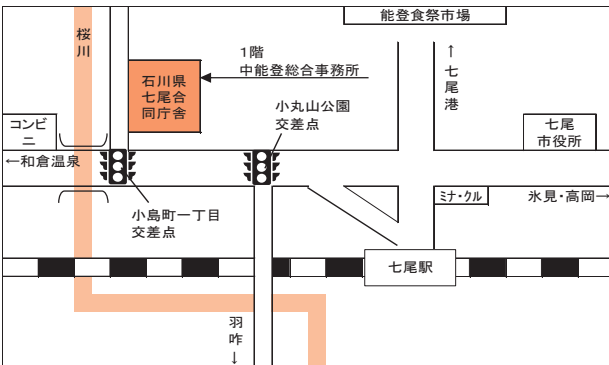 能登食祭市場
桜川
1階
中能登総合事務所
↑七尾港
石川県
七尾合
同庁舎
小丸山公園
交差点
コンビ
ニ
七尾
市役所
←和倉温泉
小島町一丁目
交差点
ミナ・クル
氷見・高岡→
七尾駅
羽咋↓